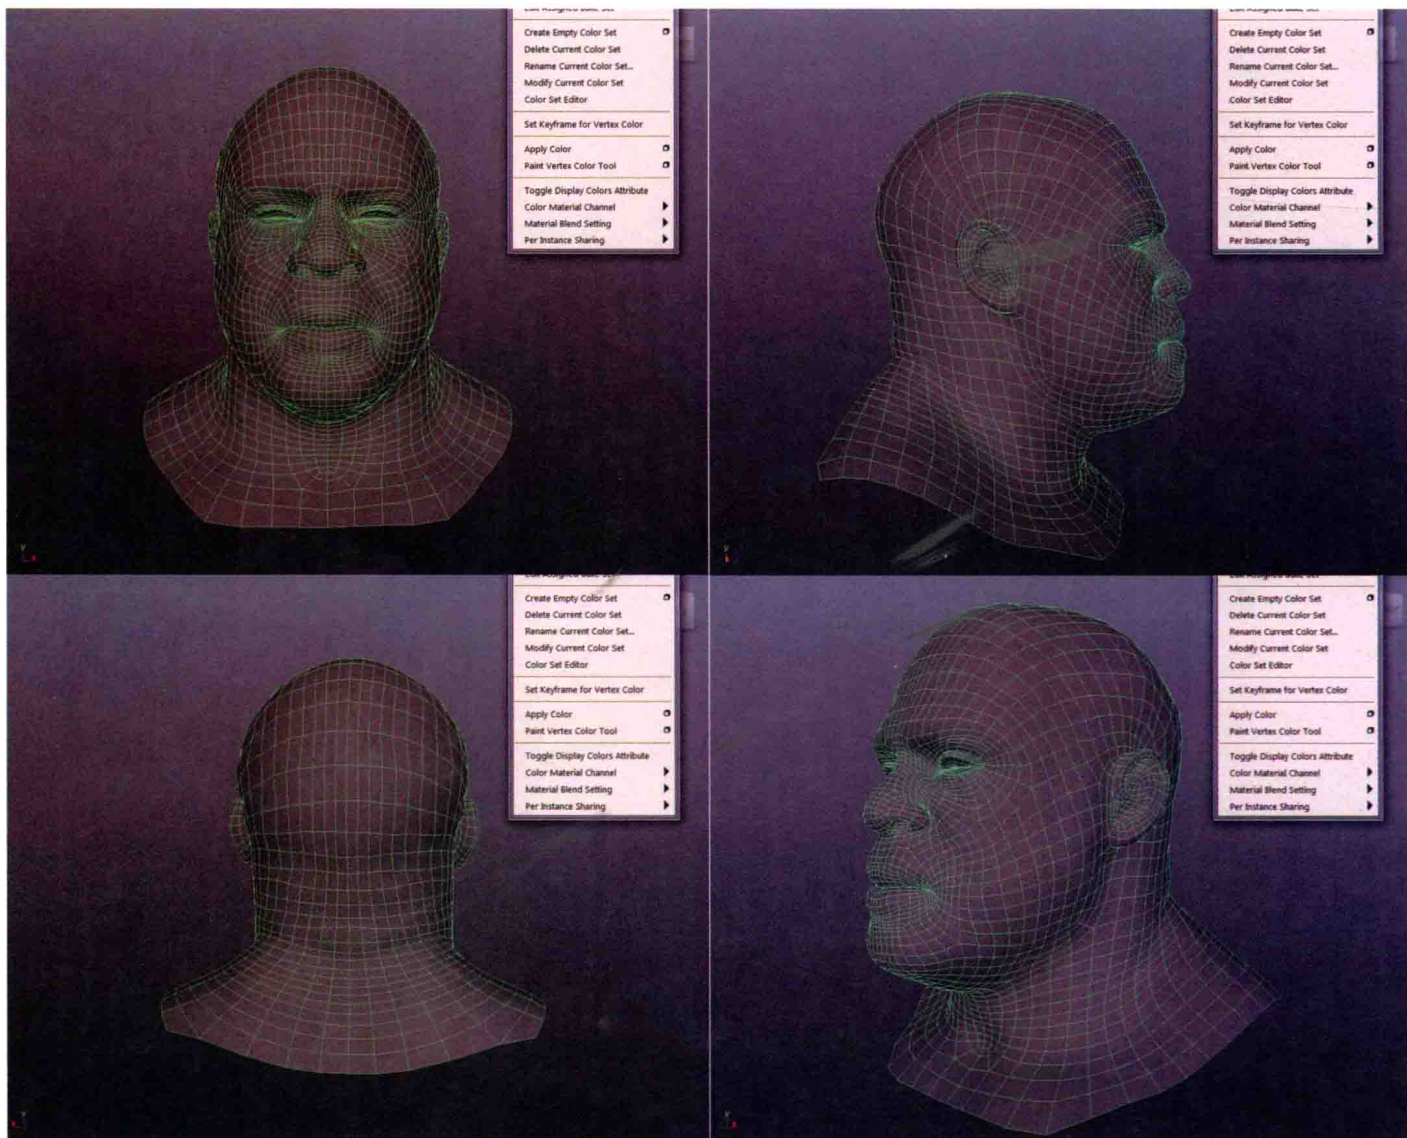 Create Empty Color Set
Delete Current Color Set
Rename Current Color Set...
Modify Current Color Set
Color Set Editor
Set Keyframe for Vertex Color
Apply Color
Paint Vertex Color Tool
Toggle Display Colors Attribute
Color Material Channel
Material Blend Setting
Per Instance Sharing
Create Empty Color Set
Delete Current Color Set
Rename Current Color Set...
Modify Current Color Set
Color Set Editor
Set Keyframe for Vertex Color
Apply Color
Paint Vertex Color Tool
Toggle Display Colors Attribute
Color Material Channel
Material Blend Setting
Per Instance Sharing
Create Empty Color Set
Delete Current Color Set
Rename Current Color Set...
Modify Current Color Set
Color Set Editor
Set Keyframe for Vertex Color
Apply Color
Paint Vertex Color Tool
Toggle Display Colors Attribute
Color Material Channel
Material Blend Setting
Per Instance Sharing
Create Empty Color Set
Delete Current Color Set
Rename Current Color Set...
Modify Current Color Set
Color Set Editor
Set Keyframe for Vertex Color
Apply Color
Paint Vertex Color Tool
Toggle Display Colors Attribute
Color Material Channel
Material Blend Setting
Per Instance Sharing